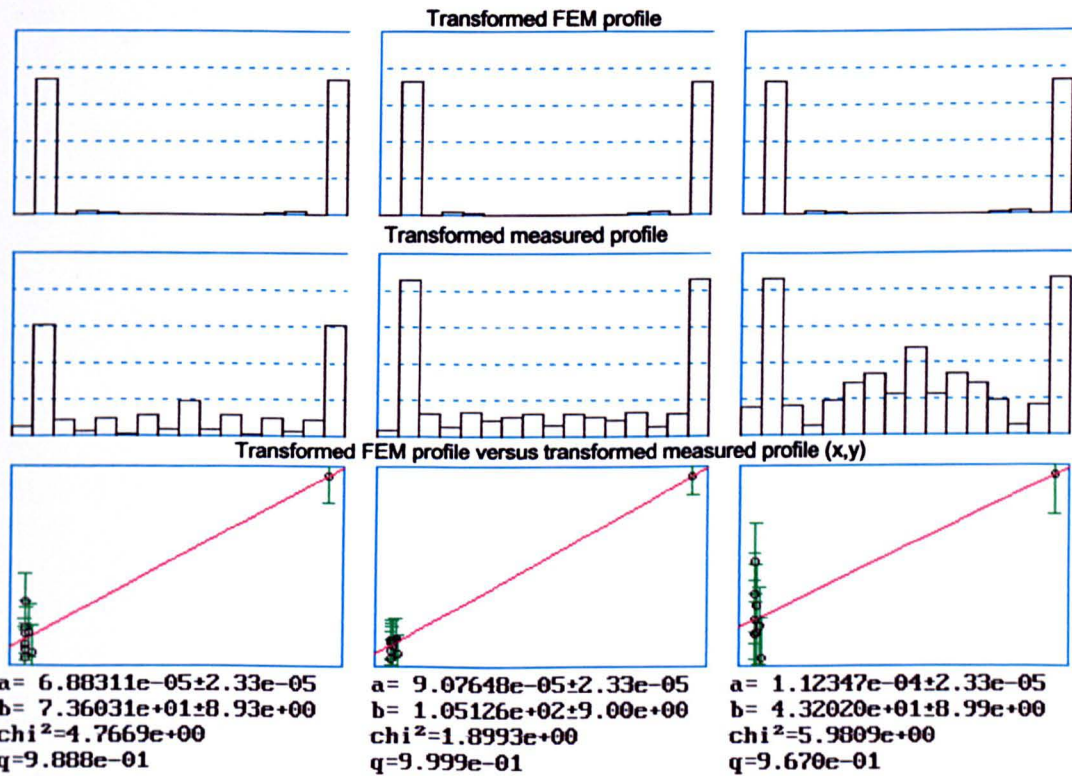 Transformed FEM profile
Transformed measured profile
Transformed FEM profile versus transformed measured profile (x,y)
a= 6.88311e-05±2.33e-05
b= 7.36031e+01±8.93e+00
chi²=4.7669e+00
q=9.888e-01
a= 9.07648e-05±2.33e-05
b= 1.05126e+02±9.00e+00
chi²=1.8993e+00
q=9.999e-01
a= 1.12347e-04±2.33e-05
b= 4.32020e+01±8.99e+00
chi²=5.9809e+00
q=9.670e-01